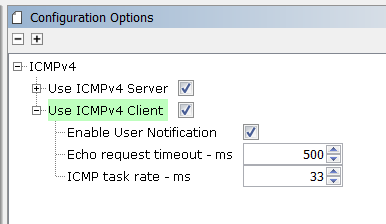 Configuration Options
ICMPv4
Use ICMPv4 Server
Use ICMPv4 Client
Enable User Notification
Echo request timeout - ms 500
ICMP task rate - ms 33